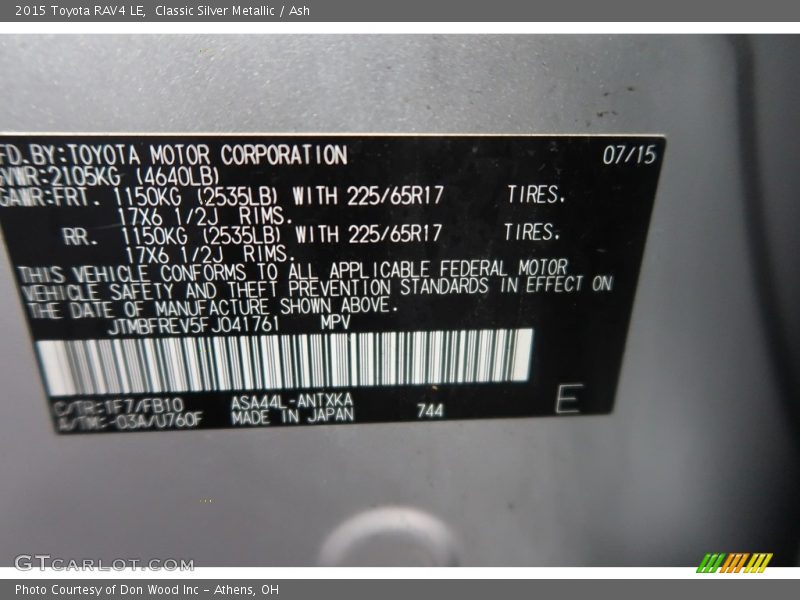 2015 Toyota RAV4 LE,  Classic Silver Metallic / Ash
FD.BY:TOYOTA MOTOR CORPORATION 07/15
GVWR:2105KG (4640LB)
GAWR:FRT. 1150KG (2535LB) WITH 225/65R17 TIRES.
17X6 1/2J RIMS.
RR. 1150KG (2535LB) WITH 225/65R17 TIRES.
17X6 1/2J RIMS.
THIS VEHICLE CONFORMS TO ALL APPLICABLE FEDERAL MOTOR
VEHICLE SAFETY AND THEFT PREVENTION STANDARDS IN EFFECT ON
THE DATE OF MANUFACTURE SHOWN ABOVE.
JTMBFREV5FJ041761 MPV
C/TR:1F7/FB10 ASA44L-ANTXKA
A/TM:-03A/U760F MADE IN JAPAN 744 E
GTCARLOT.COM
Photo Courtesy of Don Wood Inc – Athens, OH